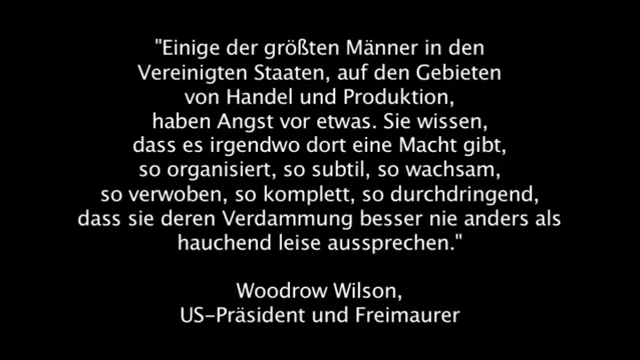 "Einige der größten Männer in den
Vereinigten Staaten, auf den Gebieten
von Handel und Produktion,
haben Angst vor etwas. Sie wissen,
dass es irgendwo dort eine Macht gibt,
so organisiert, so subtil, so wachsam,
so verwoben, so komplett, so durchdringend,
dass sie deren Verdammung besser nie anders als
hauchend leise aussprechen."
Woodrow Wilson,
US-Präsident und Freimaurer